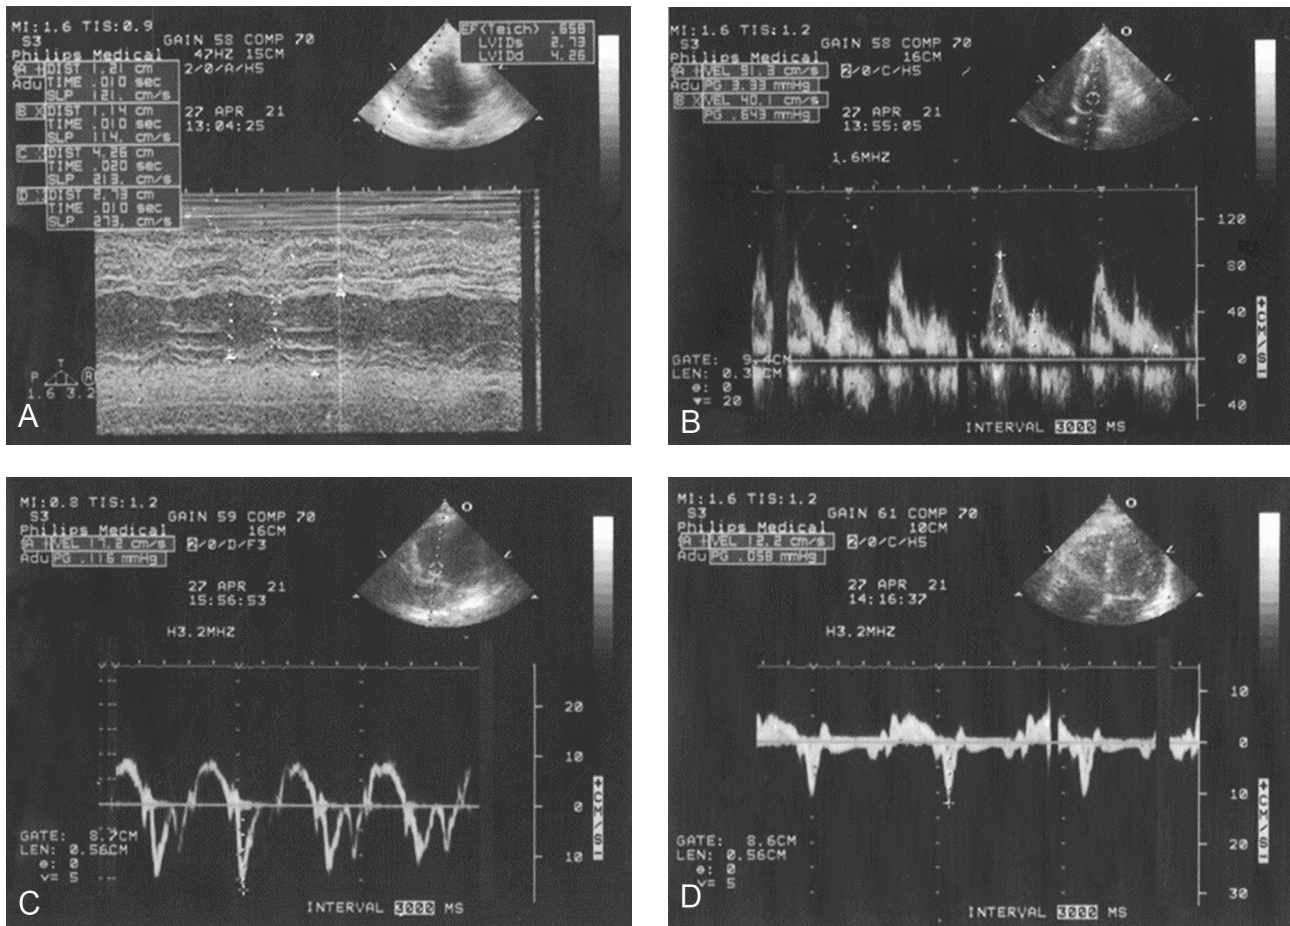 MI:1.6 TIS:0.9
S3
GAIN 58 COMP 70
Philips Medical
47HZ 15CM
2/0/A/H5
EF(Teich) .658
LVIDs 2.73
LVIDd 4.26
A + DIST 1.21 cm
Adu TIME .010 sec
SLP 121. cm/s
B X DIST 1.14 cm
TIME .010 sec
SLP 114. cm/s
C DIST 4.26 cm
TIME .020 sec
SLP 213. cm/s
D DIST 2.73 cm
TIME .010 sec
SLP 273. cm/s
27 APR 21
13:04:25
P T R
1.6 3.2
A
MI:1.6 TIS:1.2
S3
GAIN 58 COMP 70
Philips Medical
16CM
A + VEL 91.3 cm/s
2/0/C/H5
Adu PG 3.33 mmHg
B X VEL 40.1 cm/s
PG .643 mmHg
27 APR 21
13:55:05
1.6MHZ
120
80
40
0
40
+CM/S-
GATE: 9.4CM
LEN: 0.3 CM
θ: 0
▼= 20
INTERVAL 3000 MS
B
MI:0.8 TIS:1.2
S3
GAIN 59 COMP 70
Philips Medical
16CM
A + VEL 17.2 cm/s
2/0/D/F3
Adu PG .116 mmHg
27 APR 21
15:56:53
H3.2MHZ
20
10
0
10
+CM/S-
GATE: 8.7CM
LEN: 0.56CM
θ: 0
v= 5
INTERVAL 3000 MS
C
MI:1.6 TIS:1.2
S3
GAIN 61 COMP 70
Philips Medical
10CM
A + VEL 12.2 cm/s
2/0/C/H5
Adu PG .058 mmHg
27 APR 21
14:16:37
H3.2MHZ
10
0
10
20
30
+CM/S-
GATE: 8.6CM
LEN: 0.56CM
θ: 0
v= 5
INTERVAL 3000 MS
D